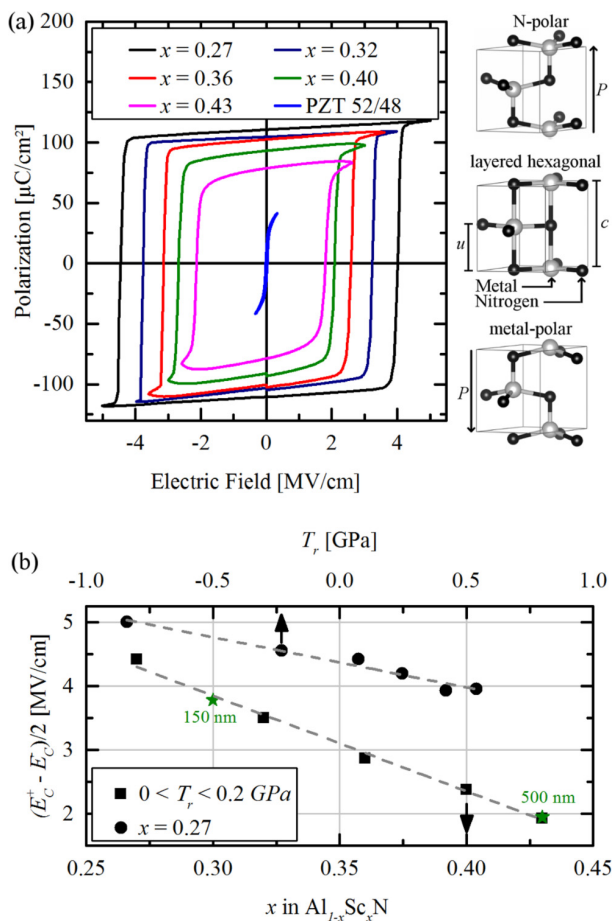 (a)
200
150
100
50
0
-50
-100
Polarization [µC/cm²]
x = 0.27 x = 0.32
x = 0.36 x = 0.40
x = 0.43 PZT 52/48
-4 -2 0 2 4
Electric Field [MV/cm]
N-polar
P
layered hexagonal
u
c
Metal
Nitrogen
metal-polar
P
(b)
T_r [GPa]
-1.0 -0.5 0.0 0.5 1.0
5
4
3
2
(E_C^+ - E_C^-)/2 [MV/cm]
150 nm
500 nm
0 < T_r < 0.2 GPa
x = 0.27
0.25 0.30 0.35 0.40 0.45
x in Al_{1-x}Sc_xN